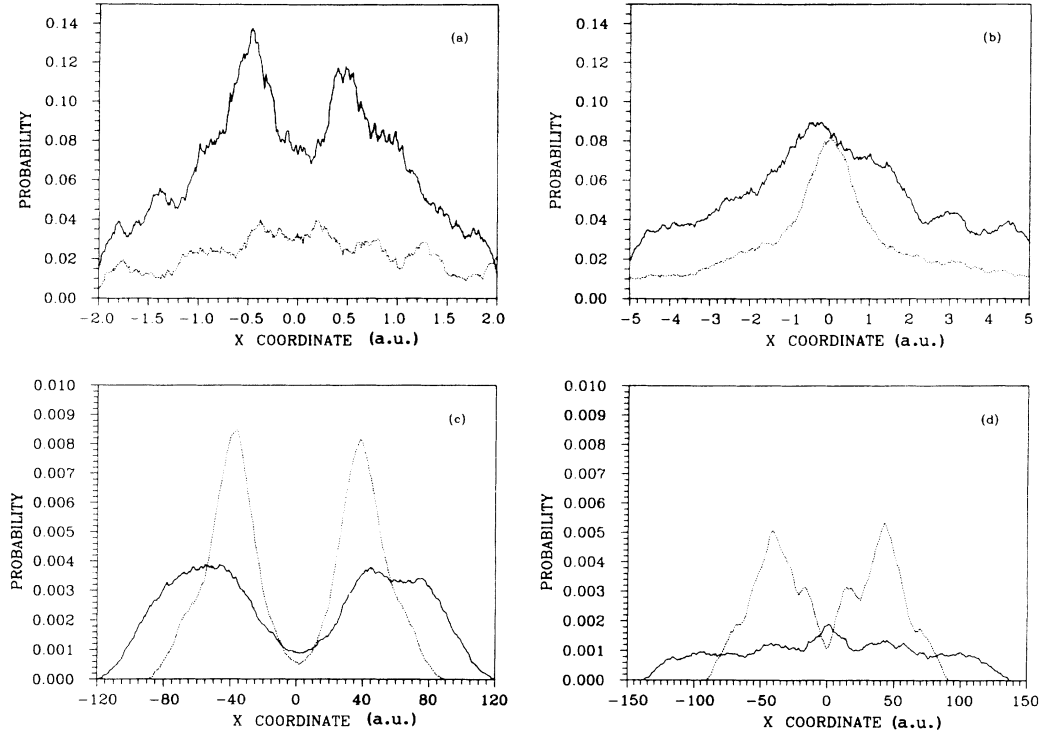 (a)
PROBABILITY
0.14
0.12
0.10
0.08
0.06
0.04
0.02
0.00
-2.0 -1.5 -1.0 -0.5 0.0 0.5 1.0 1.5 2.0
X COORDINATE (a.u.)
(b)
PROBABILITY
0.14
0.12
0.10
0.08
0.06
0.04
0.02
0.00
-5 -4 -3 -2 -1 0 1 2 3 4 5
X COORDINATE (a.u.)
(c)
PROBABILITY
0.010
0.009
0.008
0.007
0.006
0.005
0.004
0.003
0.002
0.001
0.000
-120 -80 -40 0 40 80 120
X COORDINATE (a.u.)
(d)
PROBABILITY
0.010
0.009
0.008
0.007
0.006
0.005
0.004
0.003
0.002
0.001
0.000
-150 -100 -50 0 50 100 150
X COORDINATE (a.u.)